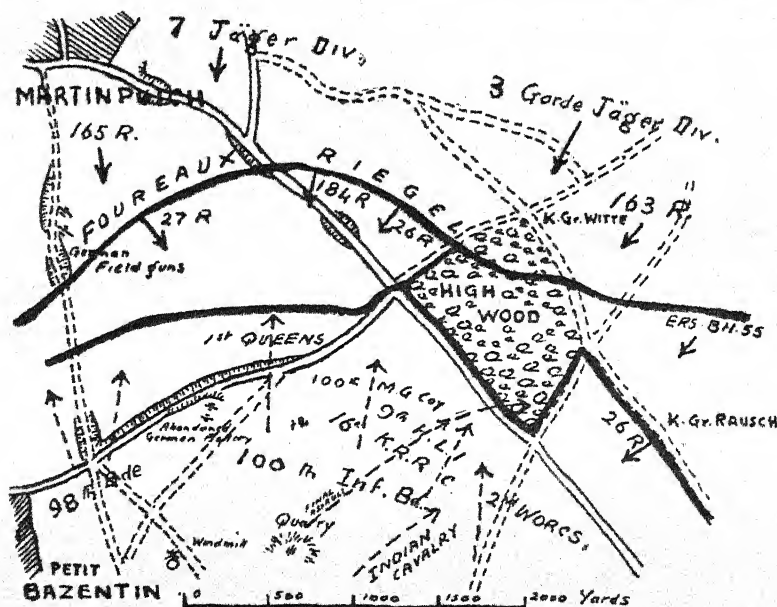 7 Jäger Div.
3 Garde Jäger Div.
MARTINPUICH
165 R.
FOUREAUX RIEGEL
184 R
26 R
27 R
K-Gr. WITTE
163 R
German
Field Guns
HIGH
WOOD
1st QUEENS
ERS. BN. 55
100th M G Coy
9th H.L.I
16th K.R.R.C
Abandoned
German Battery
100th Inf. Bd.
26 R
K-Gr. RAUSCH
98th Bde
2nd WORCS.
Quarry
INDIAN
CAVALRY
Windmill
PETIT
BAZENTIN
0 500 1000 1500 2000 Yards